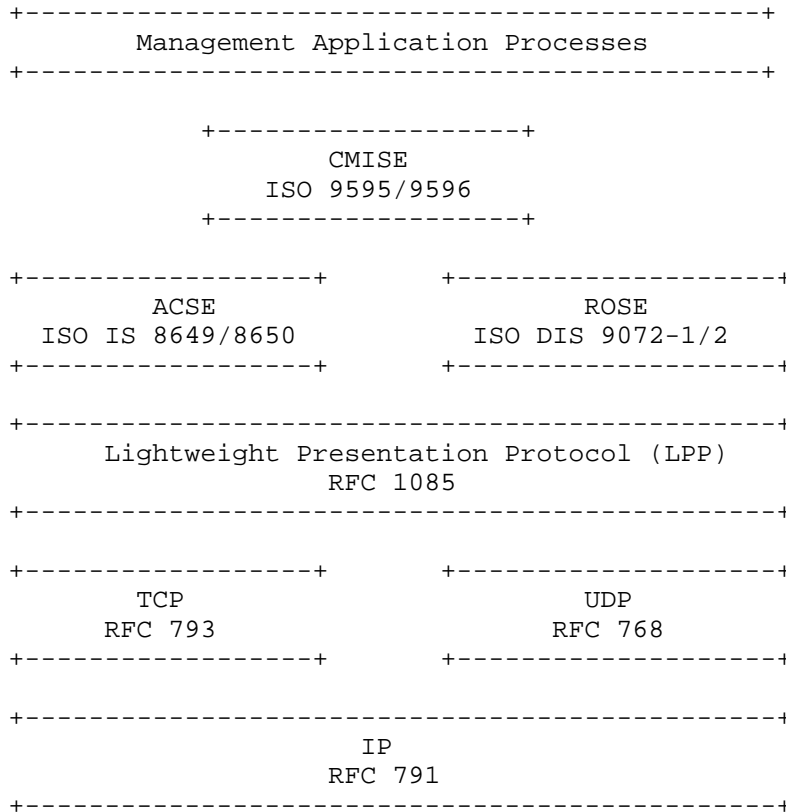 Management Application Processes
CMISE
ISO 9595/9596
ACSE ROSE
ISO IS 8649/8650 ISO DIS 9072-1/2
Lightweight Presentation Protocol (LPP)
RFC 1085
TCP UDP
RFC 793 RFC 768
IP
RFC 791